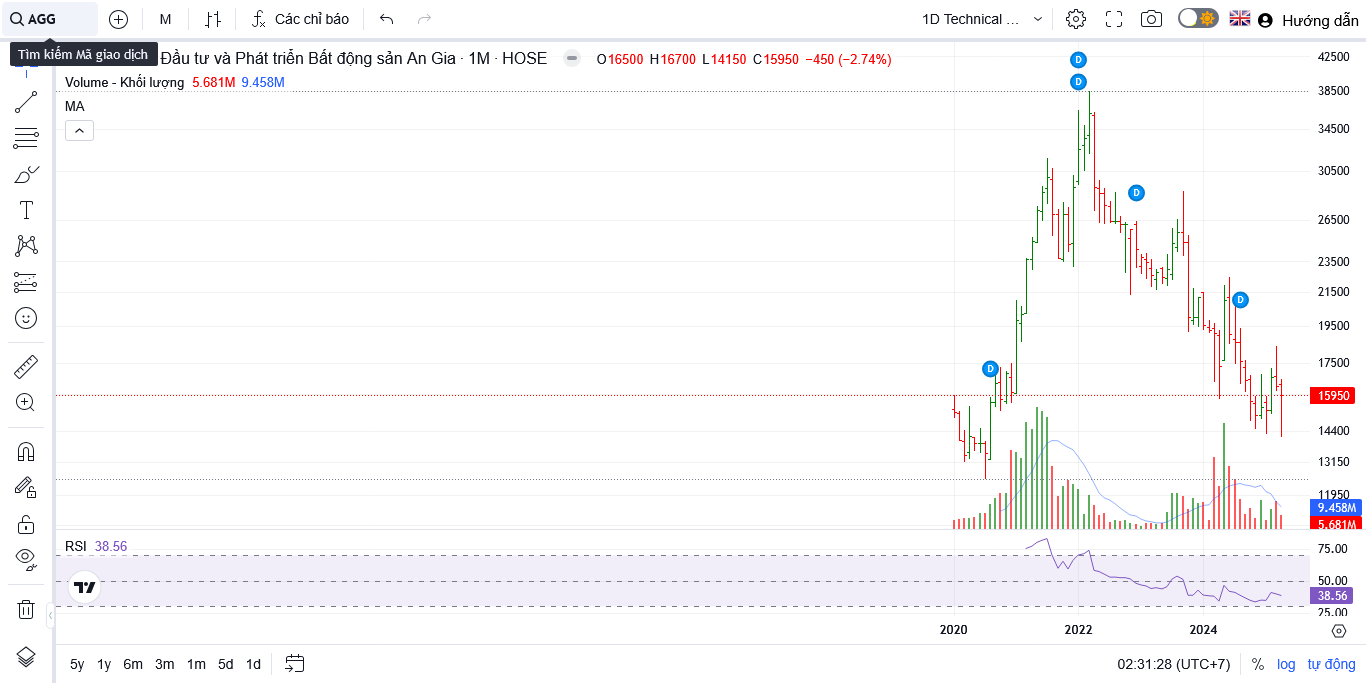 AGG
M
Các chỉ báo
1D Technical ...
Hướng dẫn
Tìm kiếm Mã giao dịch
Đầu tư và Phát triển Bất động sản An Gia · 1M · HOSE
O16500 H16700 L14150 C15950 −450 (−2.74%)
Volume - Khối lượng 5.681M 9.458M
MA
D
D
D
D
D
42500
38500
34500
30500
26500
23500
21500
19500
17500
15950
14400
13150
11950
9.458M
5.681M
RSI 38.56
75.00
50.00
38.56
25.00
2020 2022 2024
5y 1y 6m 3m 1m 5d 1d
02:31:28 (UTC+7) % log tự động